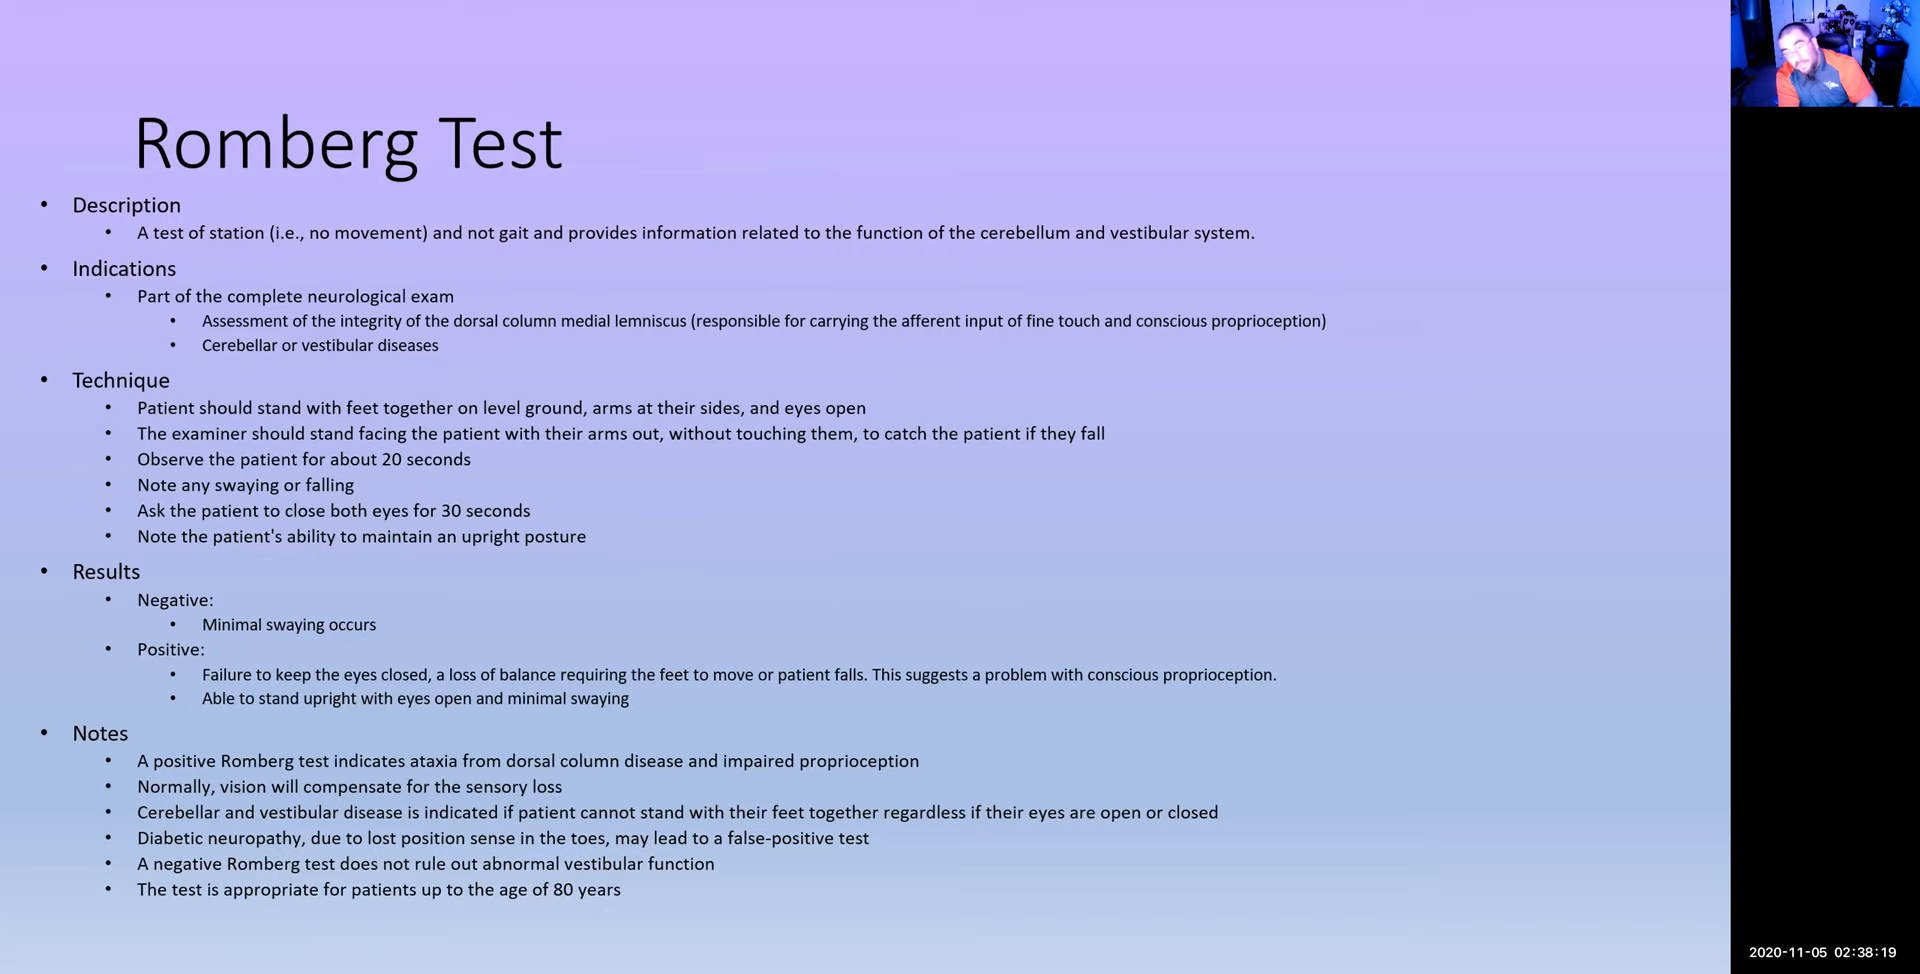 Romberg Test
• Description
• A test of station (i.e., no movement) and not gait and provides information related to the function of the cerebellum and vestibular system.
• Indications
• Part of the complete neurological exam
• Assessment of the integrity of the dorsal column medial lemniscus (responsible for carrying the afferent input of fine touch and conscious proprioception)
• Cerebellar or vestibular diseases
• Technique
• Patient should stand with feet together on level ground, arms at their sides, and eyes open
• The examiner should stand facing the patient with their arms out, without touching them, to catch the patient if they fall
• Observe the patient for about 20 seconds
• Note any swaying or falling
• Ask the patient to close both eyes for 30 seconds
• Note the patient's ability to maintain an upright posture
• Results
• Negative:
• Minimal swaying occurs
• Positive:
• Failure to keep the eyes closed, a loss of balance requiring the feet to move or patient falls. This suggests a problem with conscious proprioception.
• Able to stand upright with eyes open and minimal swaying
• Notes
• A positive Romberg test indicates ataxia from dorsal column disease and impaired proprioception
• Normally, vision will compensate for the sensory loss
• Cerebellar and vestibular disease is indicated if patient cannot stand with their feet together regardless if their eyes are open or closed
• Diabetic neuropathy, due to lost position sense in the toes, may lead to a false-positive test
• A negative Romberg test does not rule out abnormal vestibular function
• The test is appropriate for patients up to the age of 80 years
2020-11-05 02:38:19